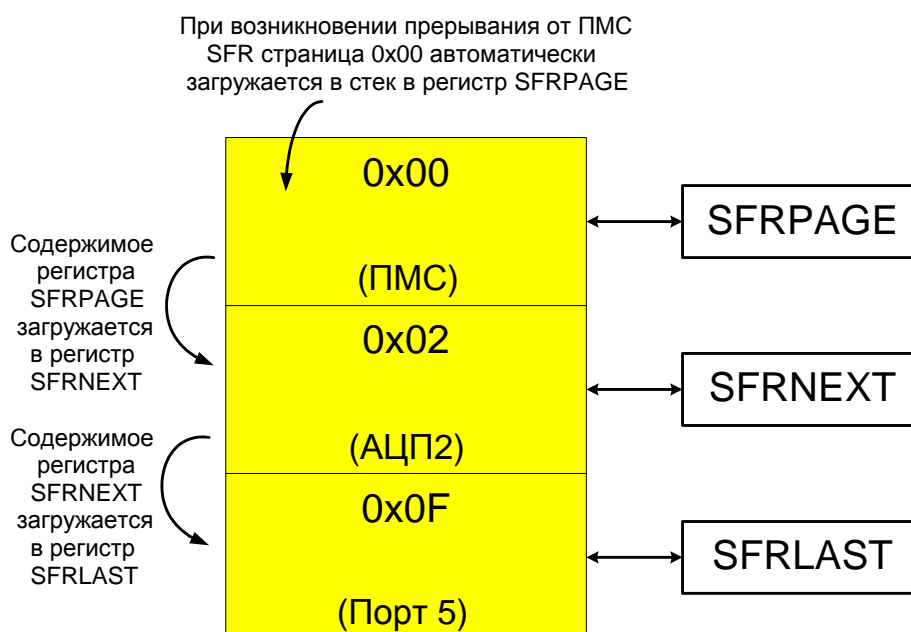 При возникновении прерывания от ПМС
SFR страница 0x00 автоматически
загружается в стек в регистр SFRPAGE
0x00
(ПМС)
SFRPAGE
Содержимое
регистра
SFRPAGE
загружается
в регистр
SFRNEXT
0x02
(АЦП2)
SFRNEXT
Содержимое
регистра
SFRNEXT
загружается
в регистр
SFRLAST
0x0F
(Порт 5)
SFRLAST